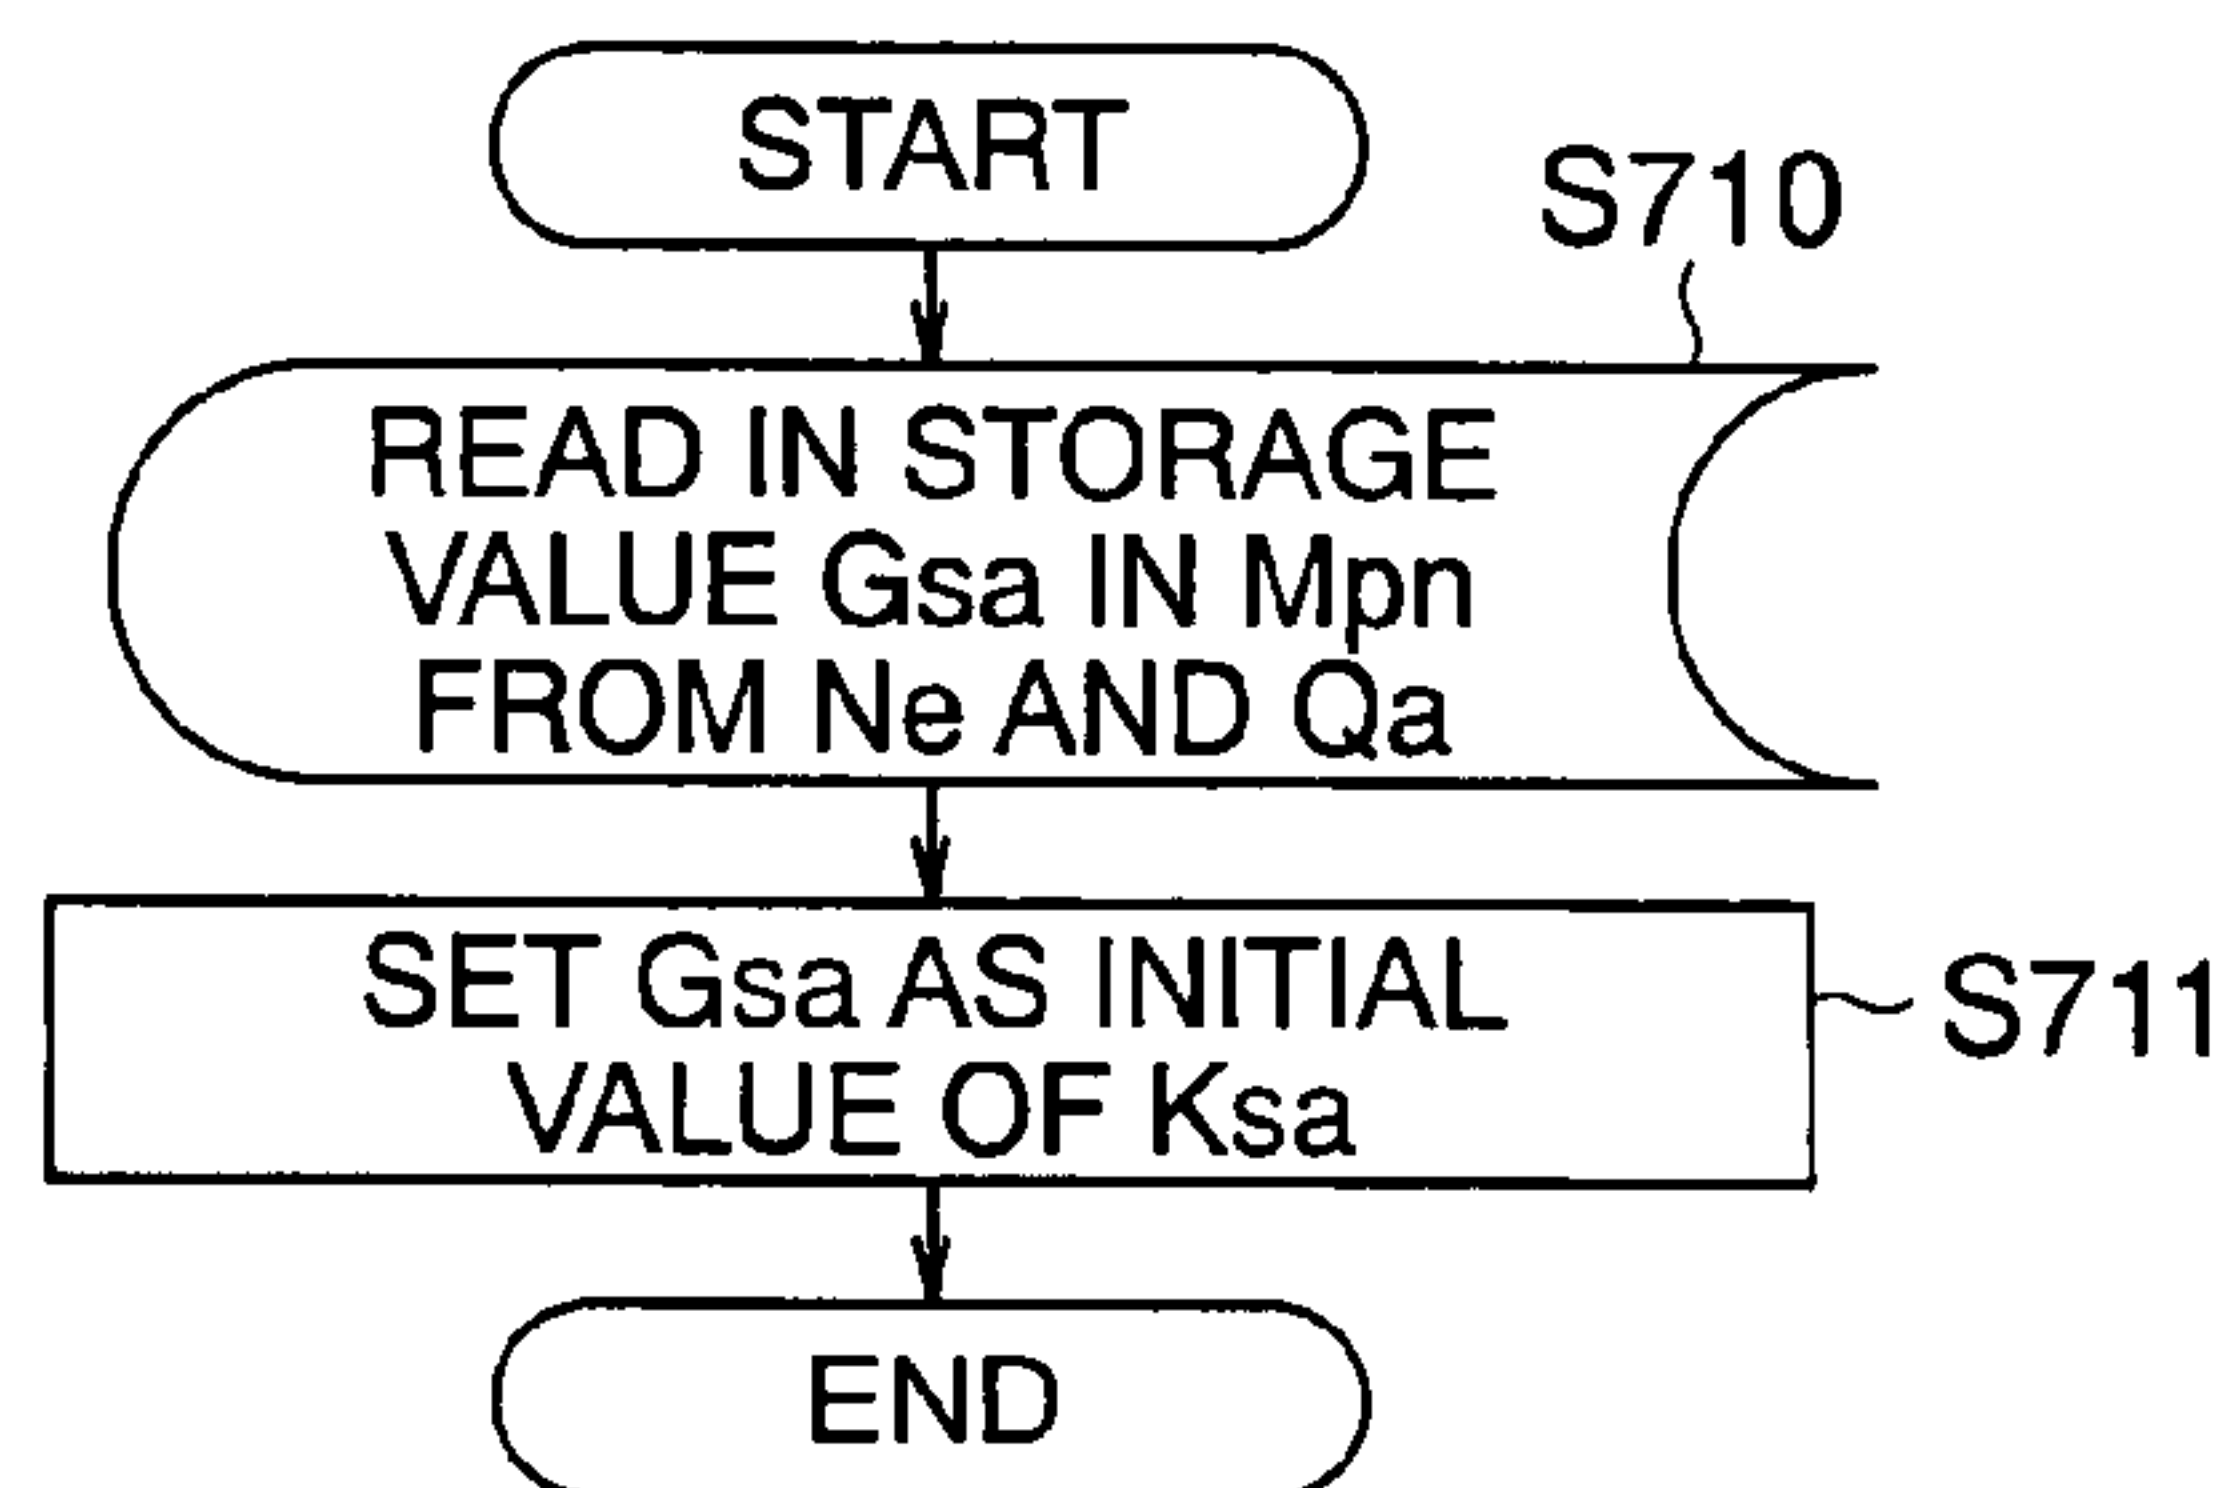 START
S710
READ IN STORAGE
VALUE Gsa IN Mpn
FROM Ne AND Qa
SET Gsa AS INITIAL
VALUE OF Ksa
S711
END